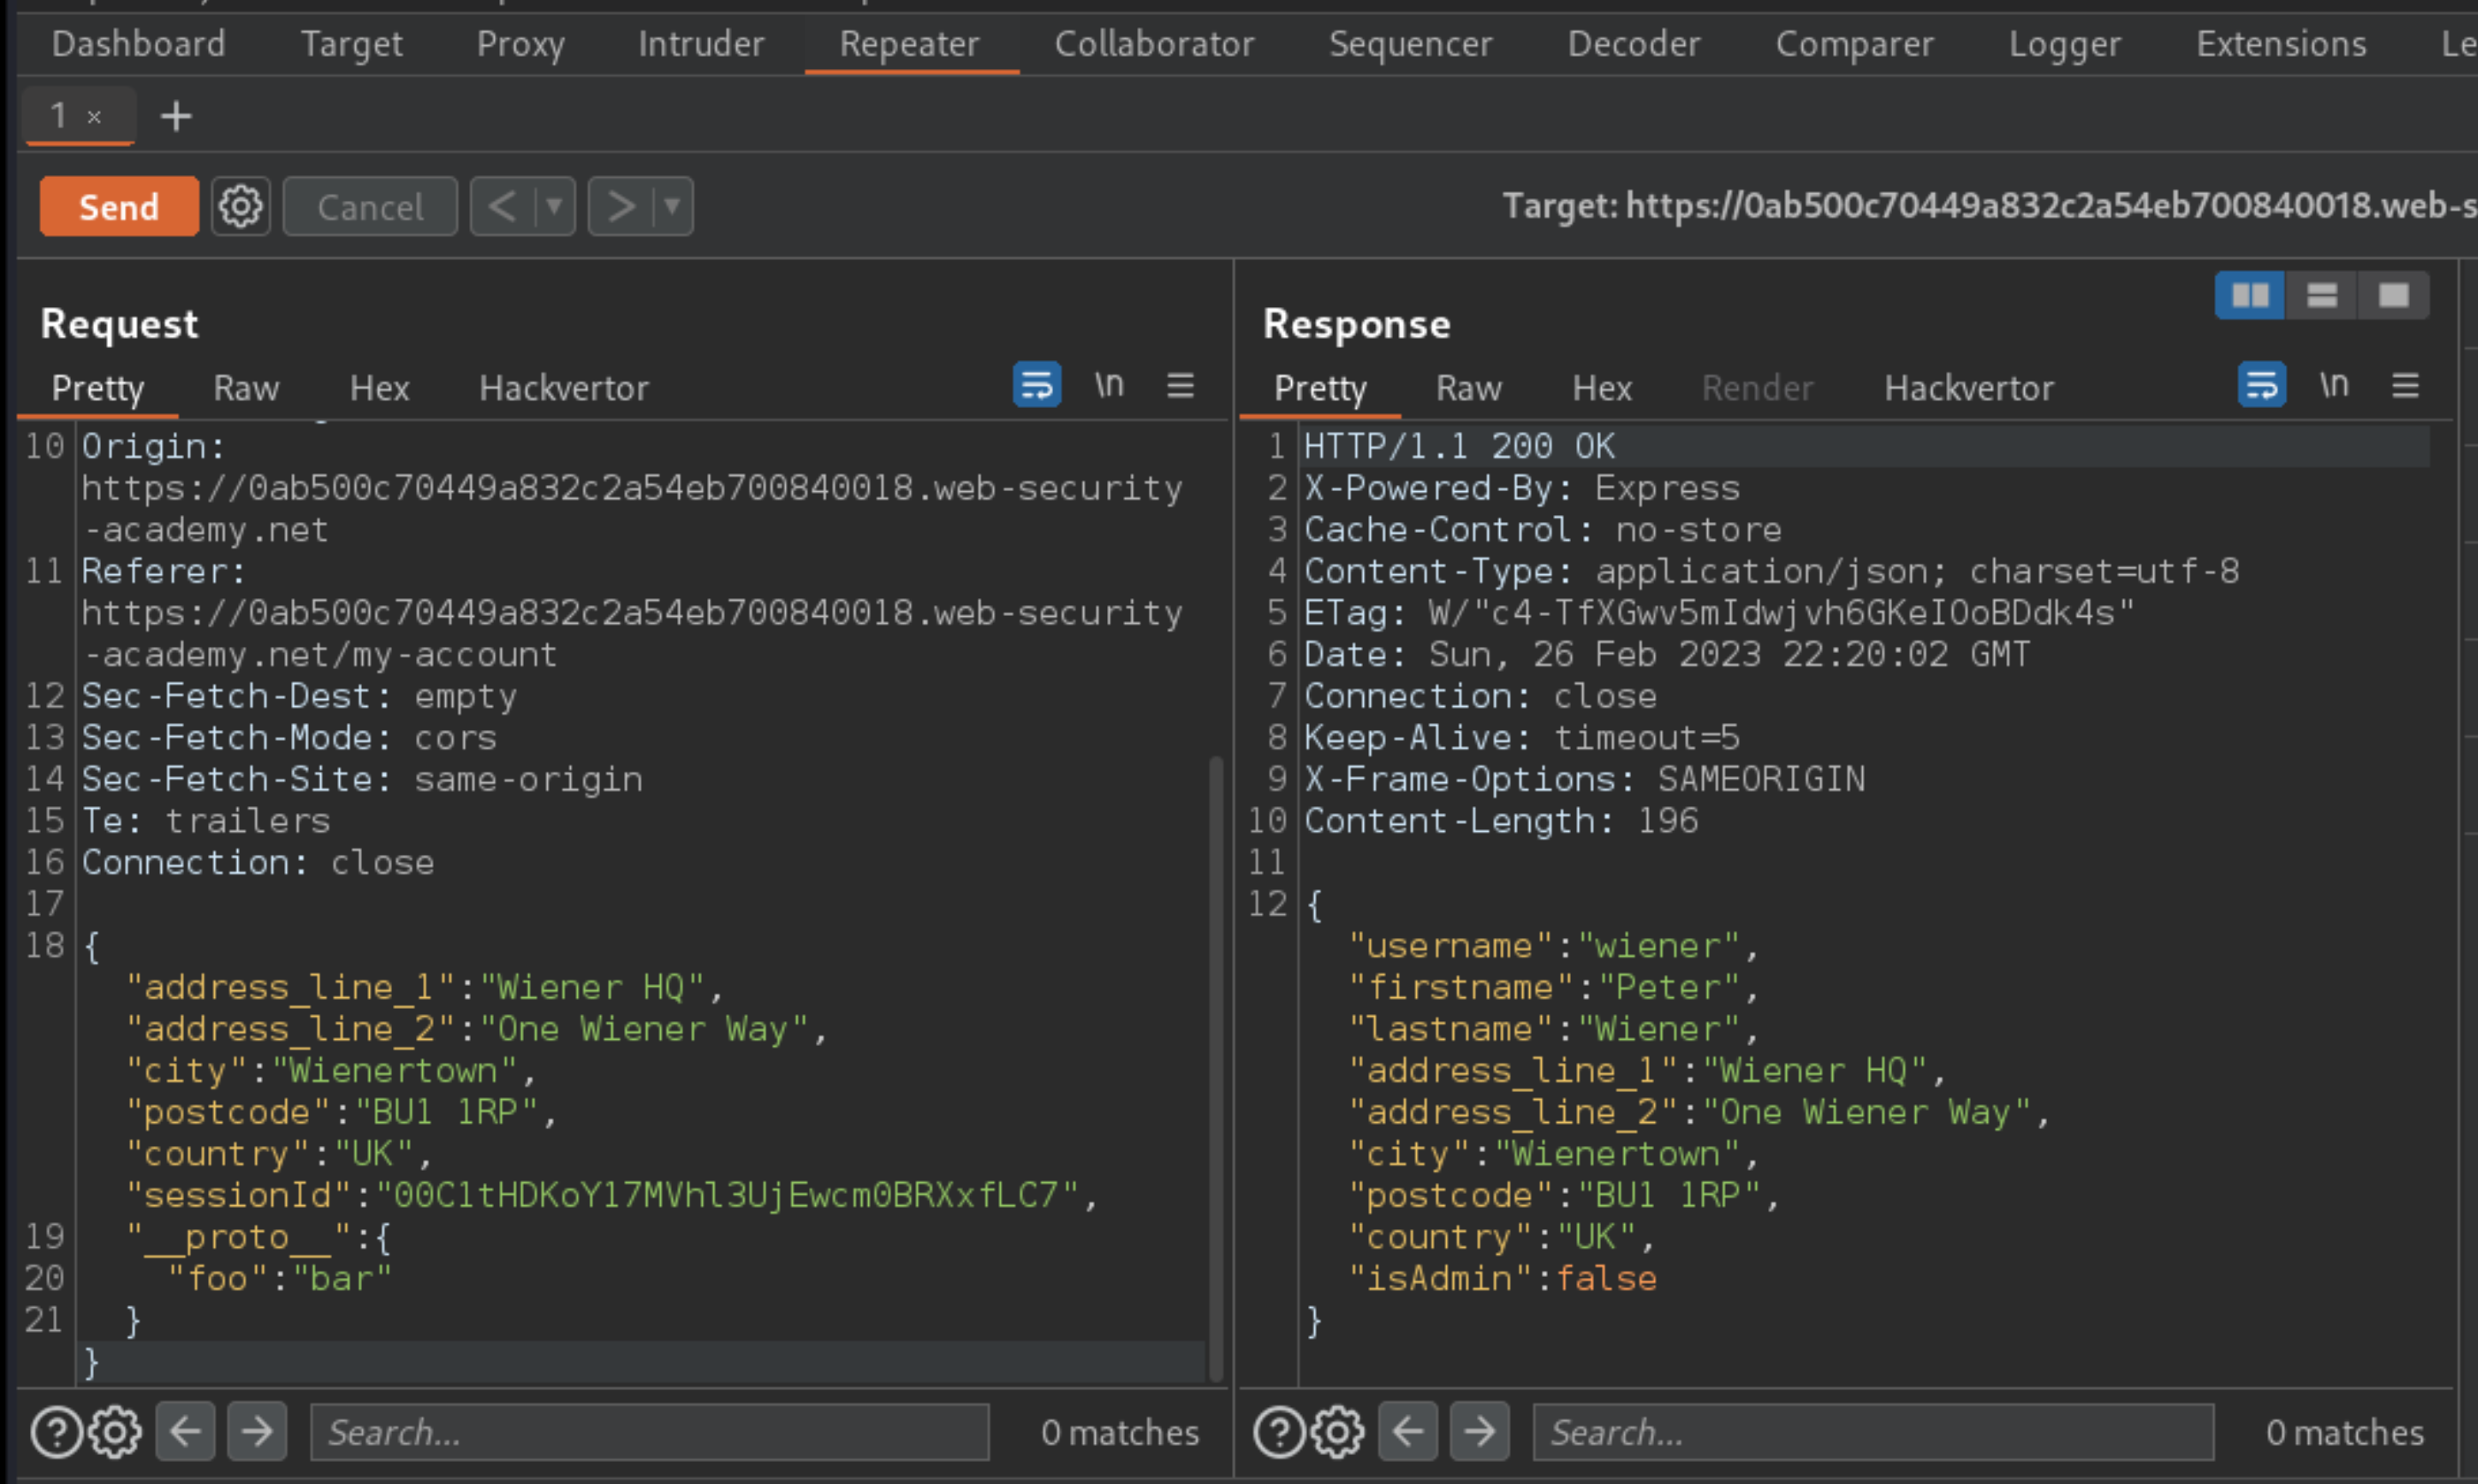 Dashboard Target Proxy Intruder Repeater Collaborator Sequencer Decoder Comparer Logger Extensions Le
1 × +
Send Cancel < > Target: https://0ab500c70449a832c2a54eb700840018.web-s
Request
Pretty Raw Hex Hackvertor \n
10 Origin:
https://0ab500c70449a832c2a54eb700840018.web-security
-academy.net
11 Referer:
https://0ab500c70449a832c2a54eb700840018.web-security
-academy.net/my-account
12 Sec-Fetch-Dest: empty
13 Sec-Fetch-Mode: cors
14 Sec-Fetch-Site: same-origin
15 Te: trailers
16 Connection: close
17
18 {
"address_line_1":"Wiener HQ",
"address_line_2":"One Wiener Way",
"city":"Wienertown",
"postcode":"BU1 1RP",
"country":"UK",
"sessionId":"00C1tHDKoY17MVhl3UjEwcm0BRXxfLC7",
19 "__proto__":{
20 "foo":"bar"
21 }
}
? Search... 0 matches
Response
Pretty Raw Hex Render Hackvertor \n
1 HTTP/1.1 200 OK
2 X-Powered-By: Express
3 Cache-Control: no-store
4 Content-Type: application/json; charset=utf-8
5 ETag: W/"c4-TfXGwv5mIdwjvh6GKeIOoBDdk4s"
6 Date: Sun, 26 Feb 2023 22:20:02 GMT
7 Connection: close
8 Keep-Alive: timeout=5
9 X-Frame-Options: SAMEORIGIN
10 Content-Length: 196
11
12 {
"username":"wiener",
"firstname":"Peter",
"lastname":"Wiener",
"address_line_1":"Wiener HQ",
"address_line_2":"One Wiener Way",
"city":"Wienertown",
"postcode":"BU1 1RP",
"country":"UK",
"isAdmin":false
}
? Search... 0 matches